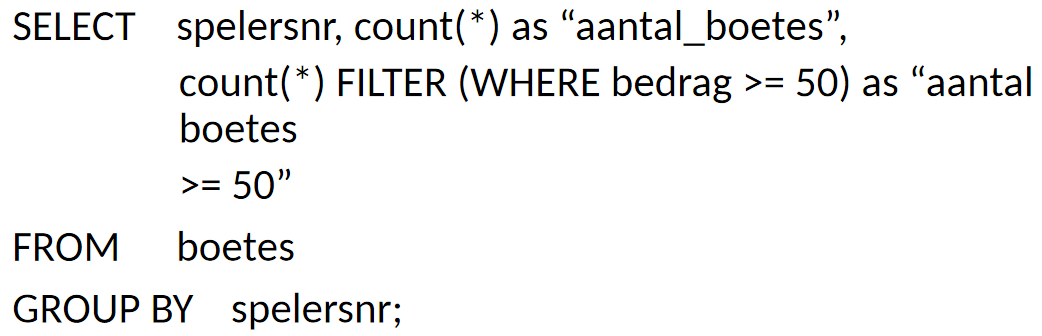 SELECT spelersnr, count(*) as “aantal_boetes”,
count(*) FILTER (WHERE bedrag >= 50) as “aantal
boetes
>= 50”
FROM boetes
GROUP BY spelersnr;